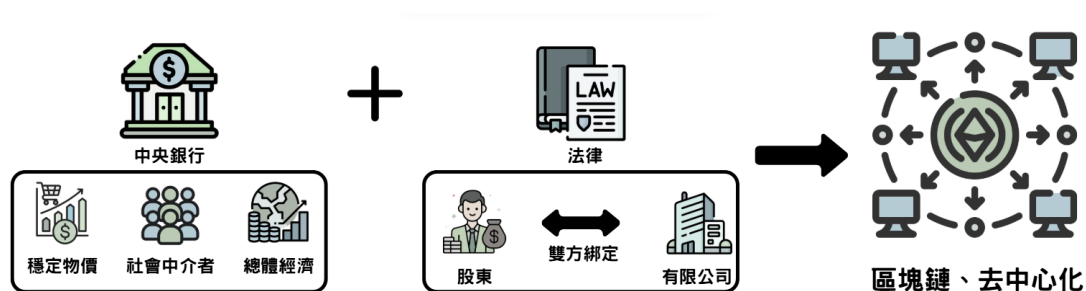 $
中央銀行
$
穩定物價
社會中介者
總體經濟
LAW
法律
$
股東
雙方綁定
有限公司
區塊鏈、去中心化